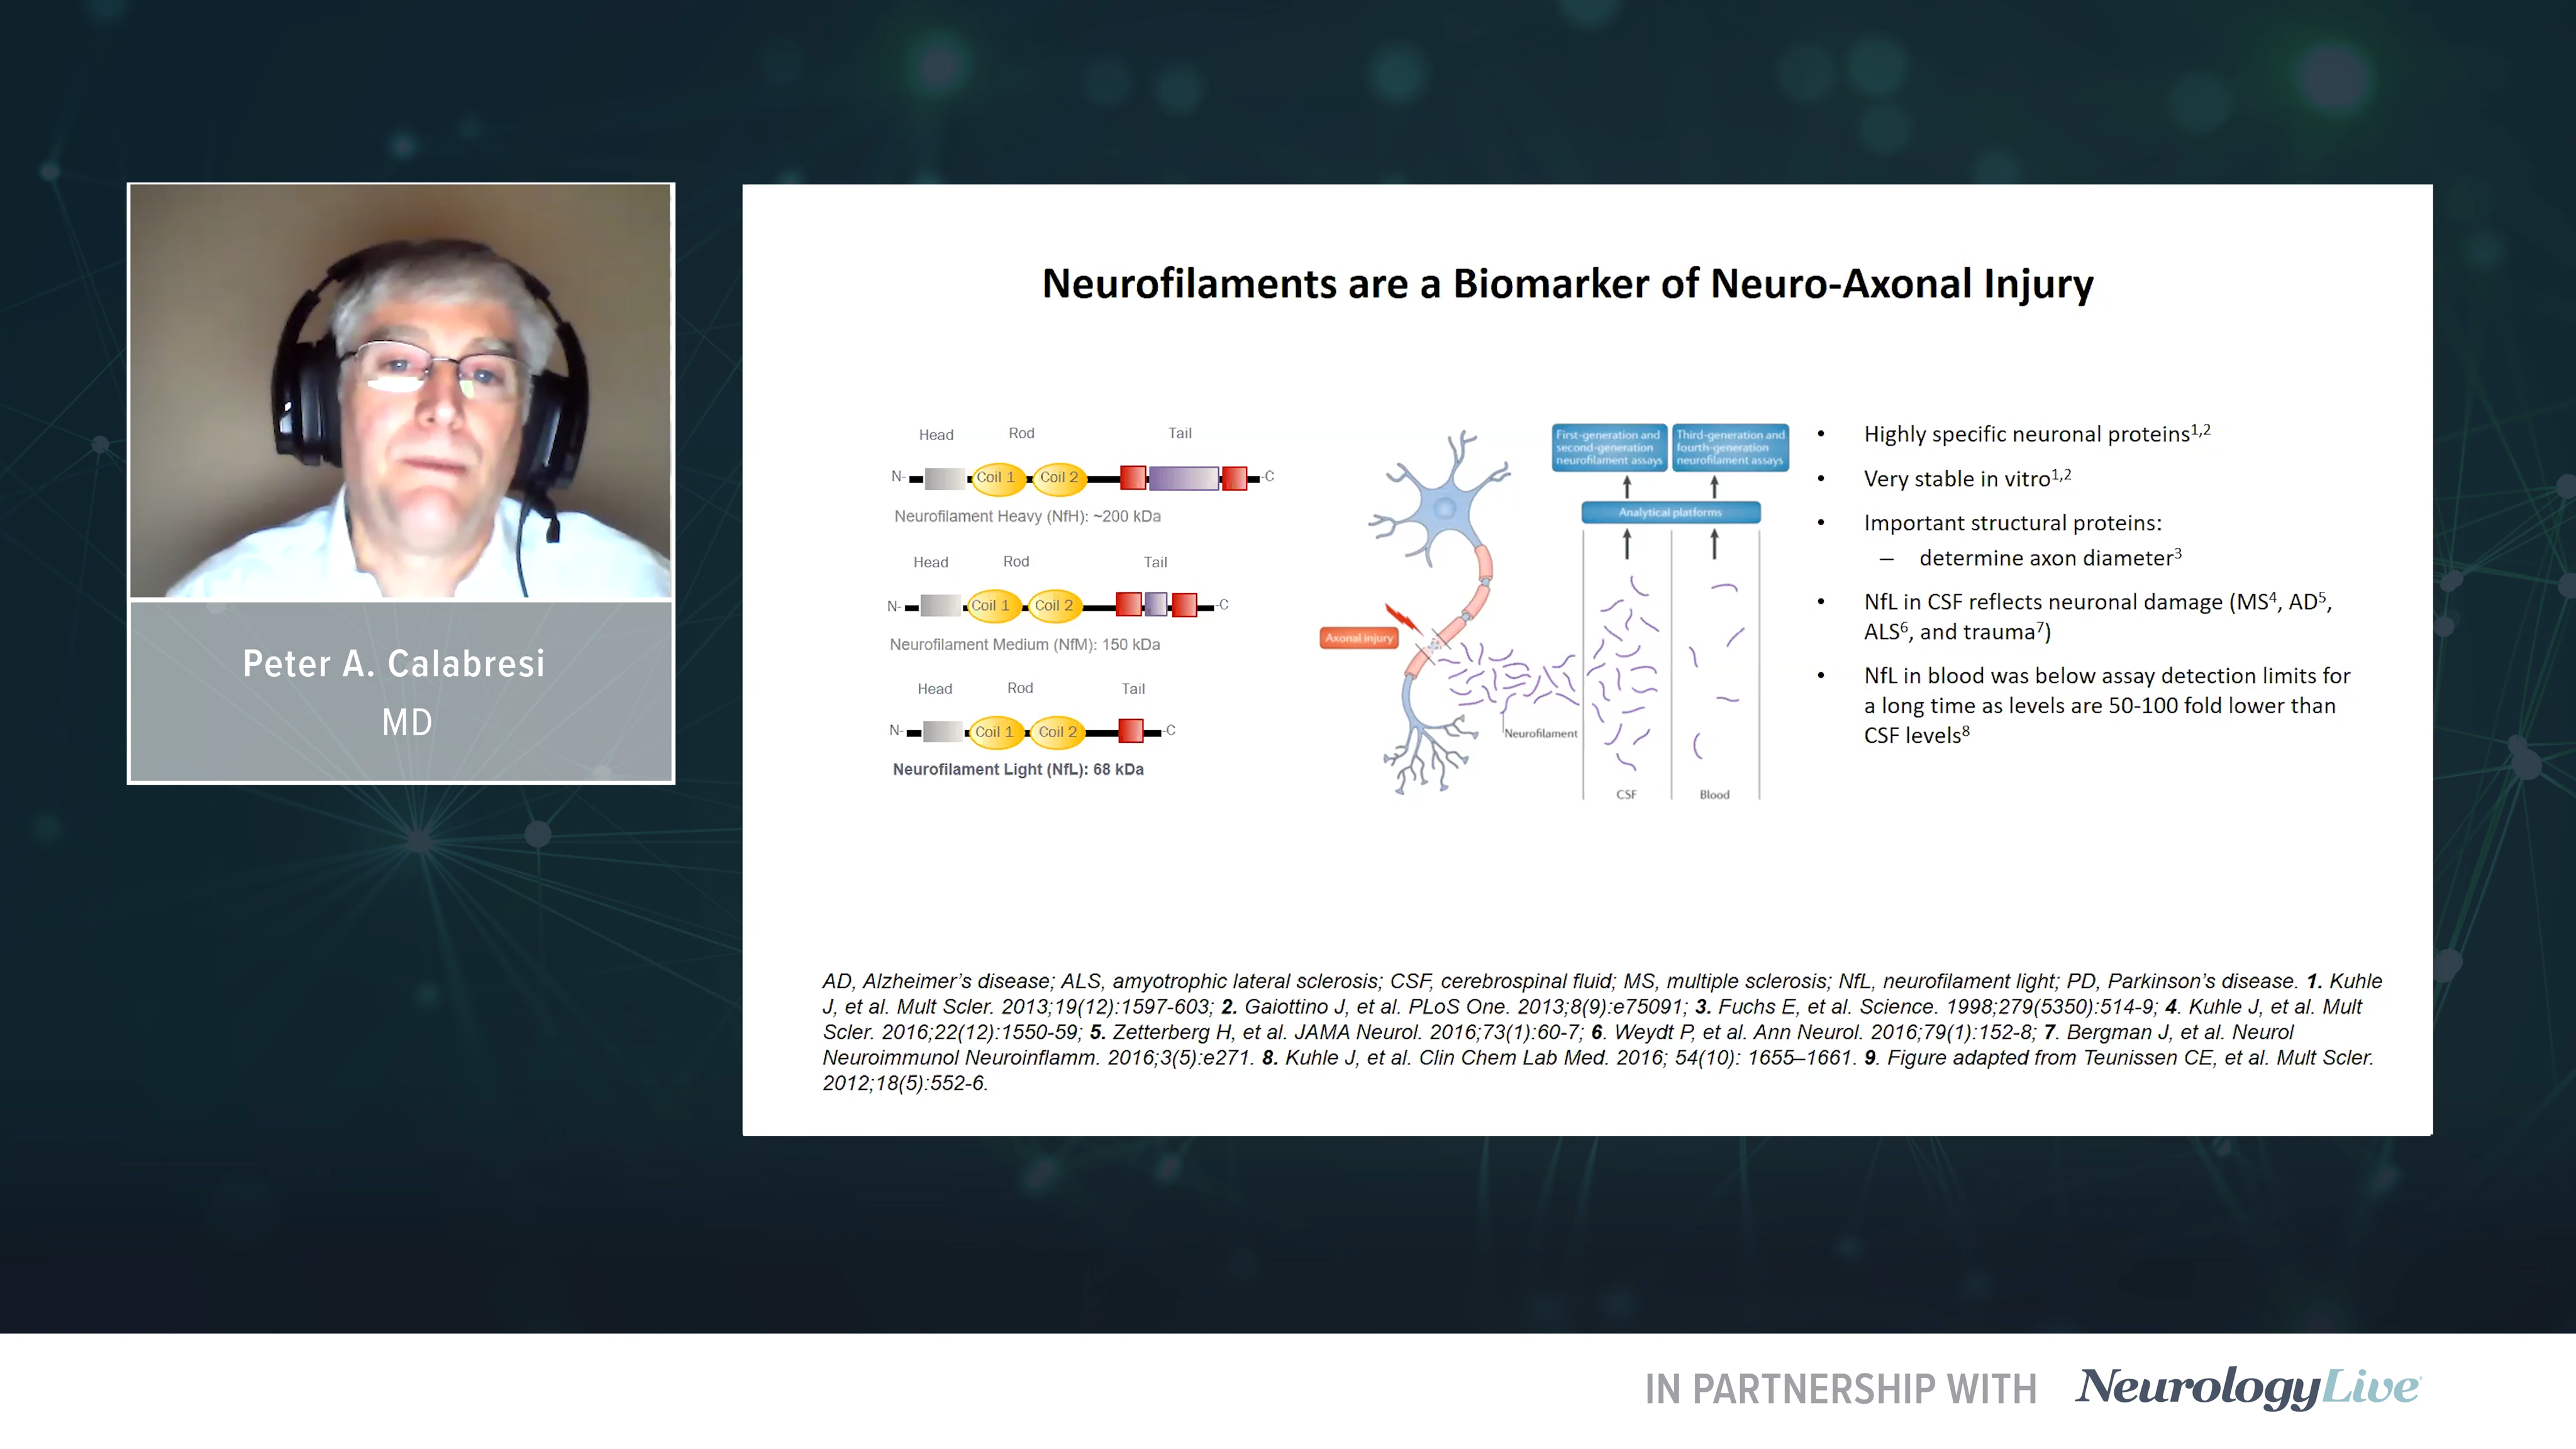 Peter A. Calabresi
MD
Neurofilaments are a Biomarker of Neuro-Axonal Injury
Head Rod Tail
N- Coil 1 Coil 2 -C
Neurofilament Heavy (NfH): ~200 kDa
Head Rod Tail
N- Coil 1 Coil 2 -C
Neurofilament Medium (NfM): 150 kDa
Head Rod Tail
N- Coil 1 Coil 2 -C
Neurofilament Light (NfL): 68 kDa
First-generation and
second-generation
neurofilament assays
Third-generation and
fourth-generation
neurofilament assays
Analytical platforms
Axonal injury
Neurofilament
CSF Blood
• Highly specific neuronal proteins1,2
• Very stable in vitro1,2
• Important structural proteins:
– determine axon diameter3
• NfL in CSF reflects neuronal damage (MS4, AD5,
ALS6, and trauma7)
• NfL in blood was below assay detection limits for
a long time as levels are 50-100 fold lower than
CSF levels8
AD, Alzheimer's disease; ALS, amyotrophic lateral sclerosis; CSF, cerebrospinal fluid; MS, multiple sclerosis; NfL, neurofilament light; PD, Parkinson's disease. 1. Kuhle
J, et al. Mult Scler. 2013;19(12):1597-603; 2. Gaiottino J, et al. PLoS One. 2013;8(9):e75091; 3. Fuchs E, et al. Science. 1998;279(5350):514-9; 4. Kuhle J, et al. Mult
Scler. 2016;22(12):1550-59; 5. Zetterberg H, et al. JAMA Neurol. 2016;73(1):60-7; 6. Weydt P, et al. Ann Neurol. 2016;79(1):152-8; 7. Bergman J, et al. Neurol
Neuroimmunol Neuroinflamm. 2016;3(5):e271. 8. Kuhle J, et al. Clin Chem Lab Med. 2016; 54(10): 1655–1661. 9. Figure adapted from Teunissen CE, et al. Mult Scler.
2012;18(5):552-6.
IN PARTNERSHIP WITH NeurologyLive